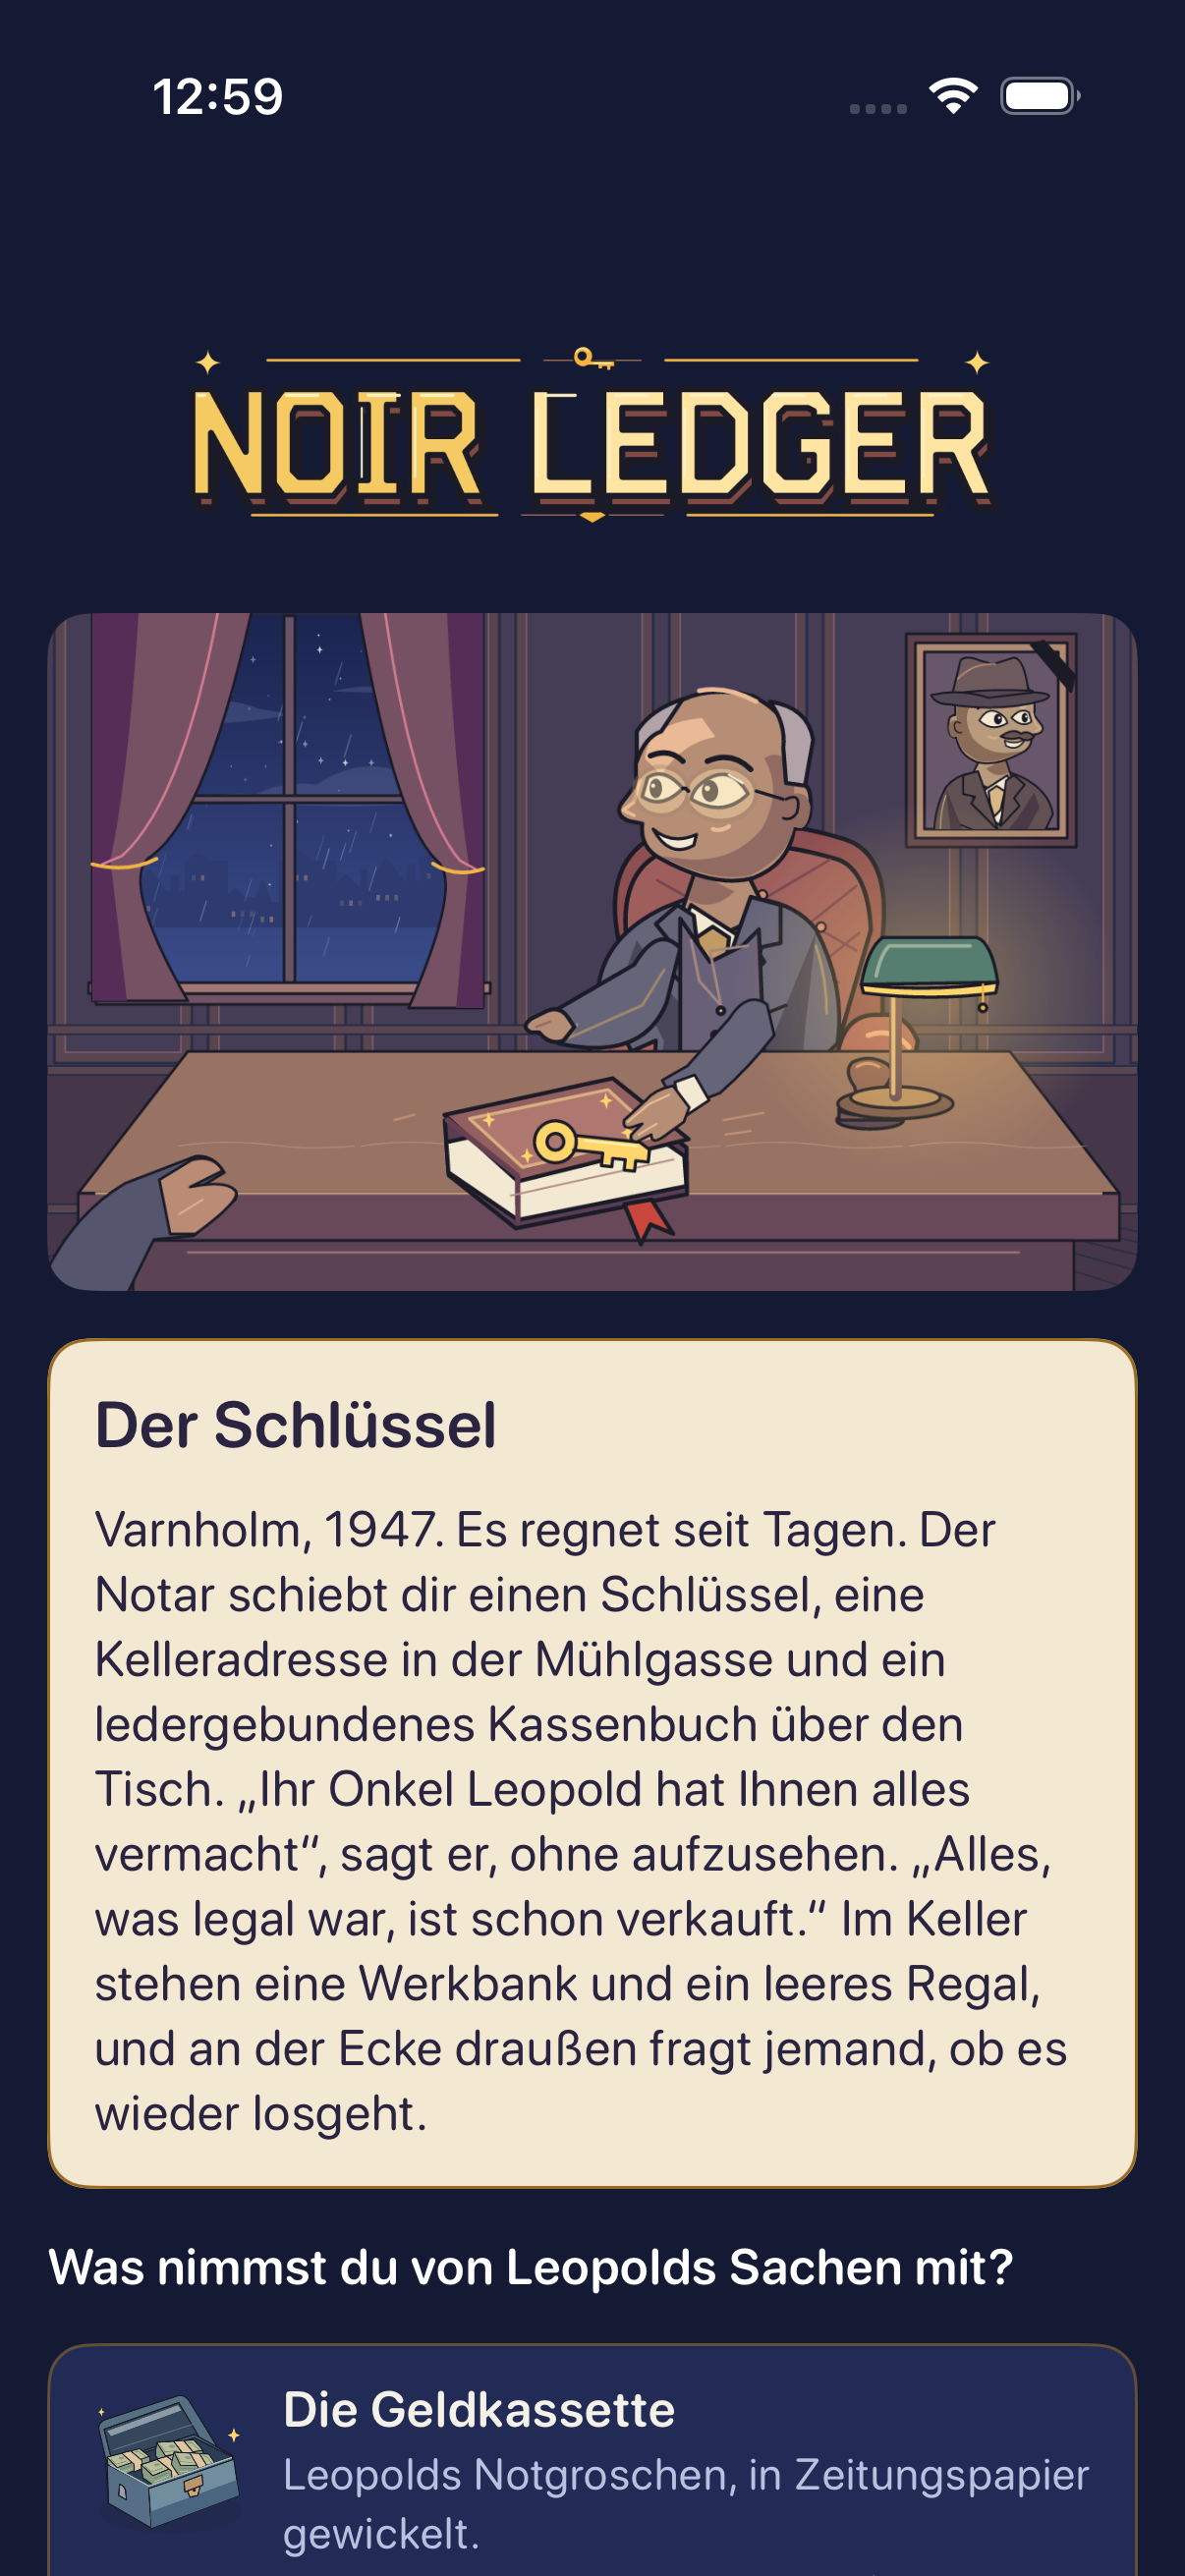 12:59
NOIR LEDGER
Der Schlüssel
Varnholm, 1947. Es regnet seit Tagen. Der
Notar schiebt dir einen Schlüssel, eine
Kelleradresse in der Mühlgasse und ein
ledergebundenes Kassenbuch über den
Tisch. „Ihr Onkel Leopold hat Ihnen alles
vermacht“, sagt er, ohne aufzusehen. „Alles,
was legal war, ist schon verkauft.“ Im Keller
stehen eine Werkbank und ein leeres Regal,
und an der Ecke draußen fragt jemand, ob es
wieder losgeht.
Was nimmst du von Leopolds Sachen mit?
Die Geldkassette
Leopolds Notgroschen, in Zeitungspapier
gewickelt.